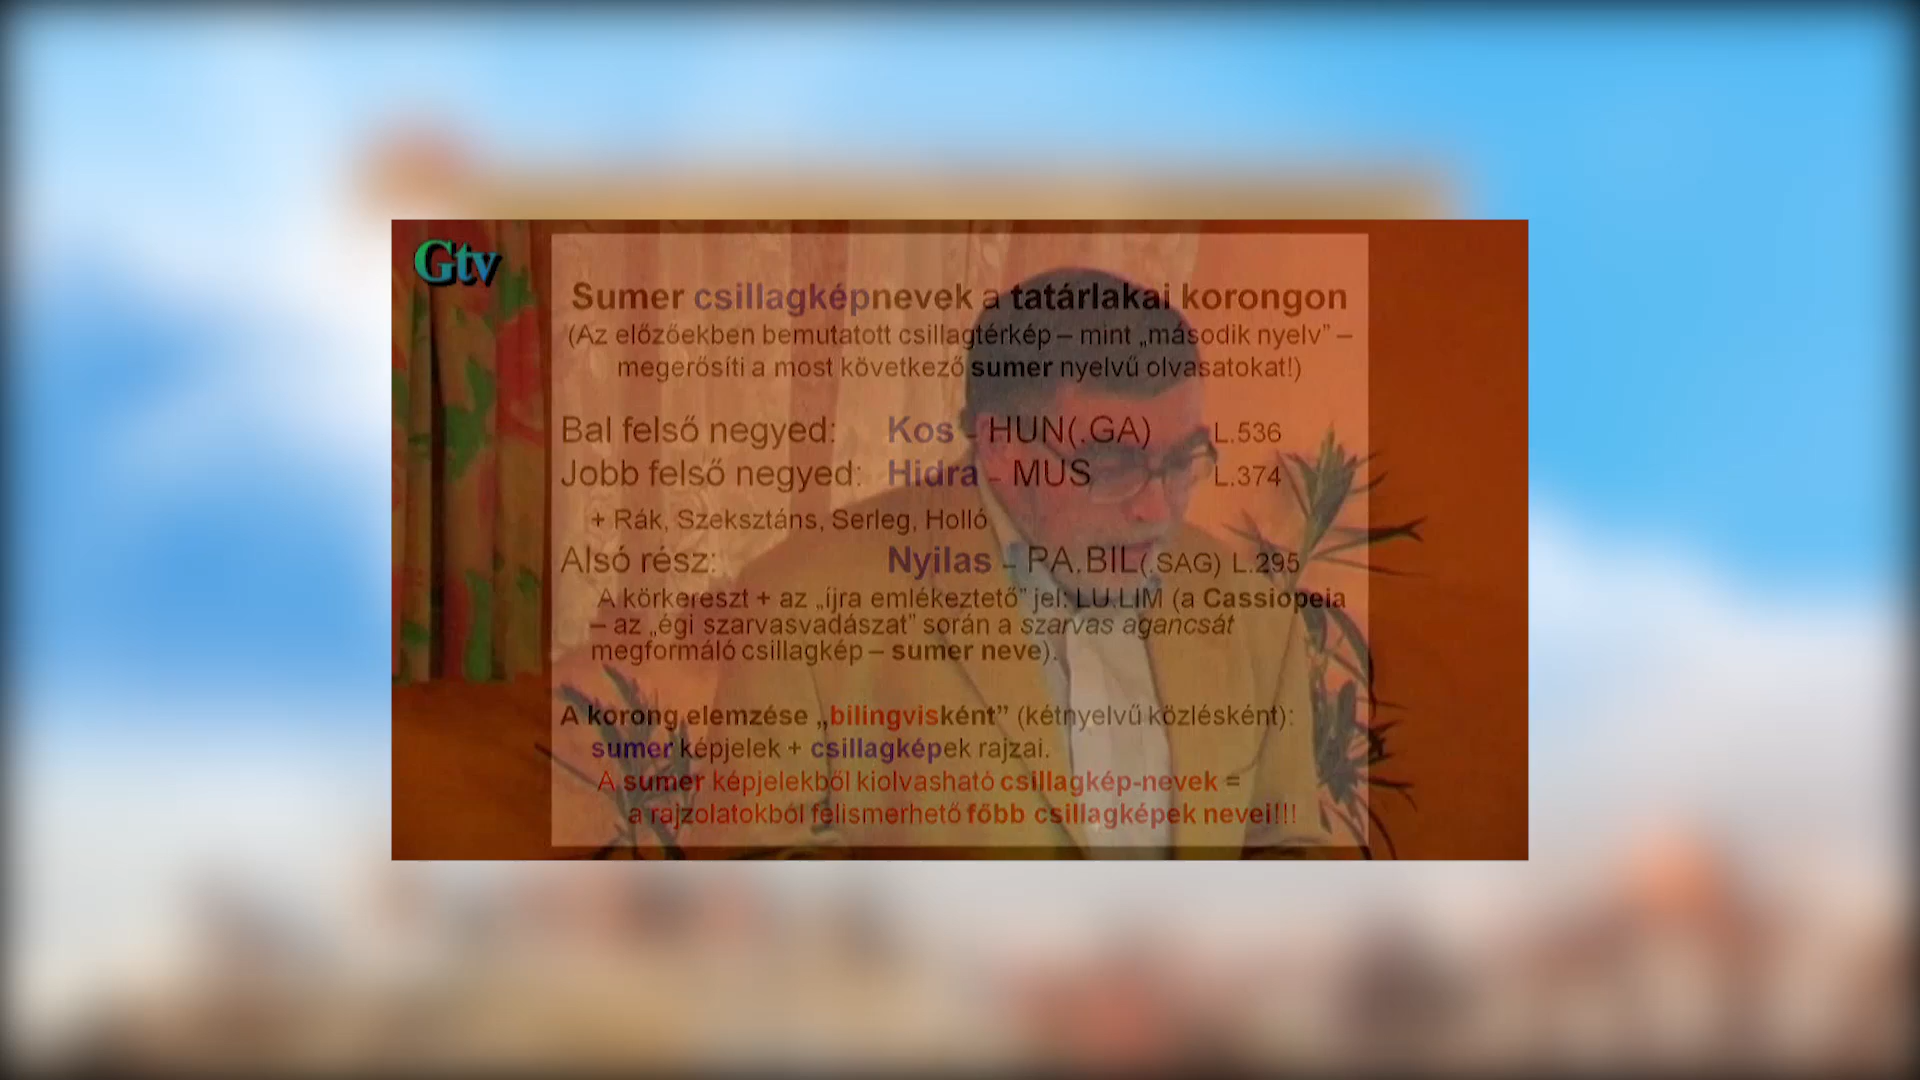 Gtv
Sumer csillagképnevek a tatárlakai korongon
(Az előzőekben bemutatott csillagtérkép – mint „második nyelv” –
megerősíti a most következő sumer nyelvű olvasatokat!)
Bal felső negyed: Kos - HUN(.GA) L.536
Jobb felső negyed: Hidra - MUS L.374
+ Rák, Szeksztáns, Serleg, Holló
Alsó rész: Nyilas - PA.BIL(.SAG) L.295
A körkereszt + az „íjra emlékeztető” jel: LU.LIM (a Cassiopeia
– az „égi szarvasvadászat” során a szarvas agancsát
megformáló csillagkép – sumer neve).
A korong elemzése „bilingvisként” (kétnyelvű közlésként):
sumer képjelek + csillagképek rajzai.
A sumer képjelekből kiolvasható csillagkép-nevek =
a rajzolatokból felismerhető főbb csillagképek nevei!!!